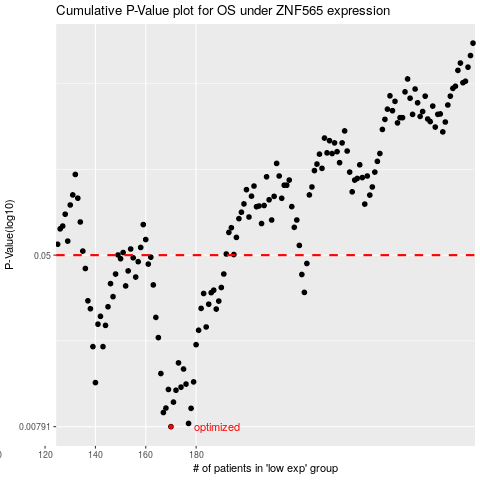 Cumulative P-Value plot for OS under ZNF565 expression
P-Value(log10)
0.05
0.00791
optimized
0 120 140 160 180
# of patients in 'low exp' group